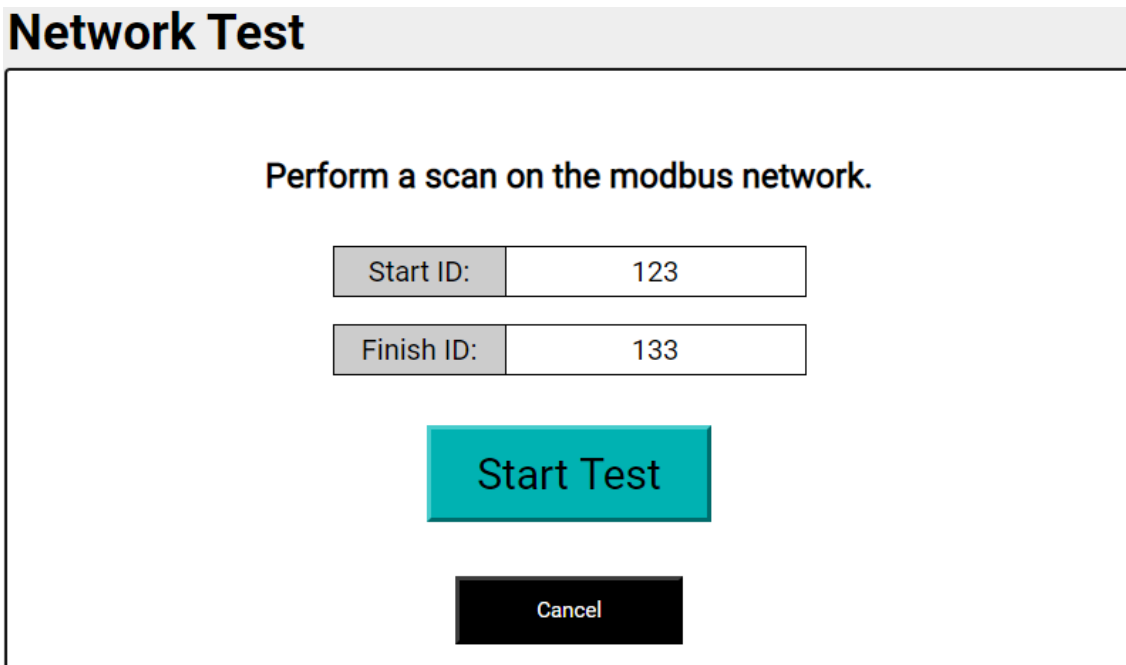 Network Test
Perform a scan on the modbus network.
Start ID: 123
Finish ID: 133
Start Test
Cancel